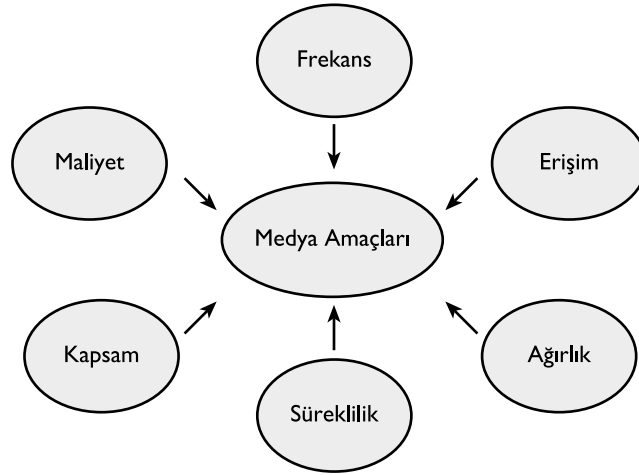 Frekans
Maliyet
Erişim
Medya Amaçları
Kapsam
Ağırlık
Süreklilik